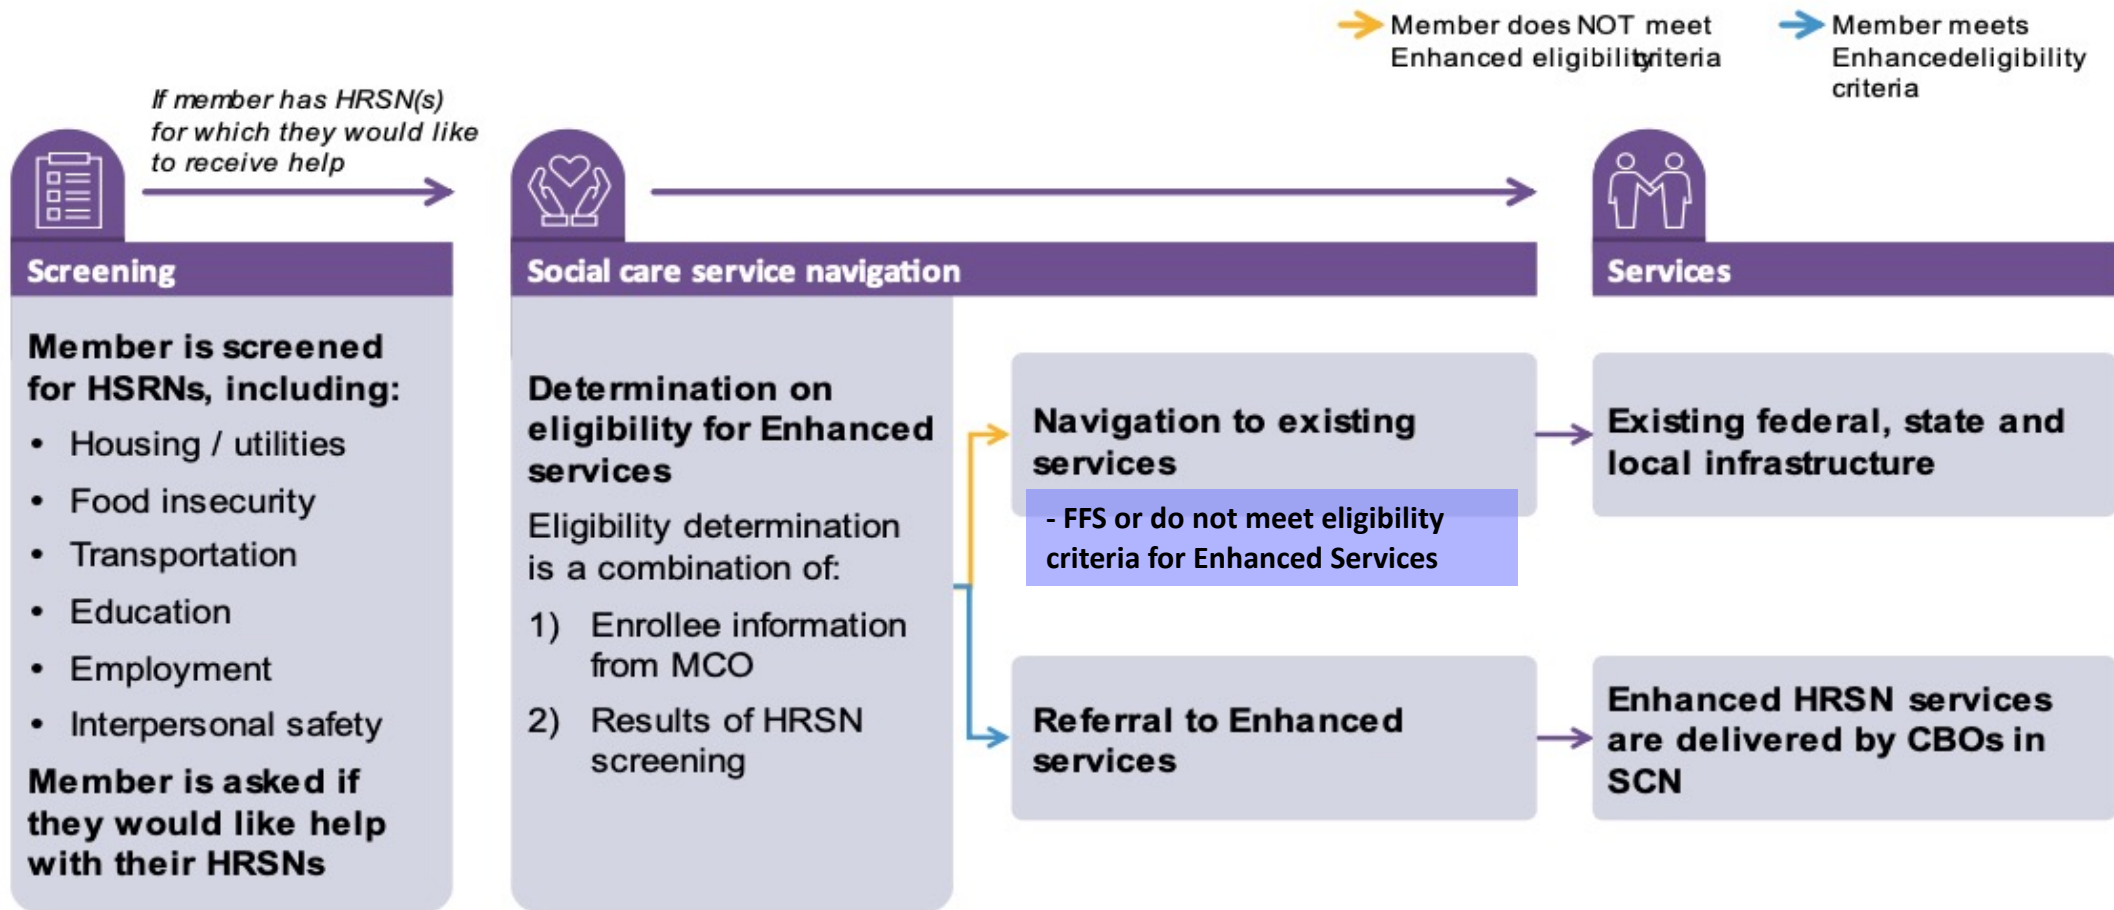 Member does NOT meet
Enhanced eligibility criteria
Member meets
Enhancedeligibility
criteria
If member has HRSN(s)
for which they would like
to receive help
Screening
Member is screened
for HSRNs, including:
• Housing / utilities
• Food insecurity
• Transportation
• Education
• Employment
• Interpersonal safety
Member is asked if
they would like help
with their HRSNs
Social care service navigation
Determination on
eligibility for Enhanced
services
Eligibility determination
is a combination of:
1) Enrollee information
from MCO
2) Results of HRSN
screening
Navigation to existing
services
- FFS or do not meet eligibility
criteria for Enhanced Services
Referral to Enhanced
services
Services
Existing federal, state and
local infrastructure
Enhanced HRSN services
are delivered by CBOs in
SCN